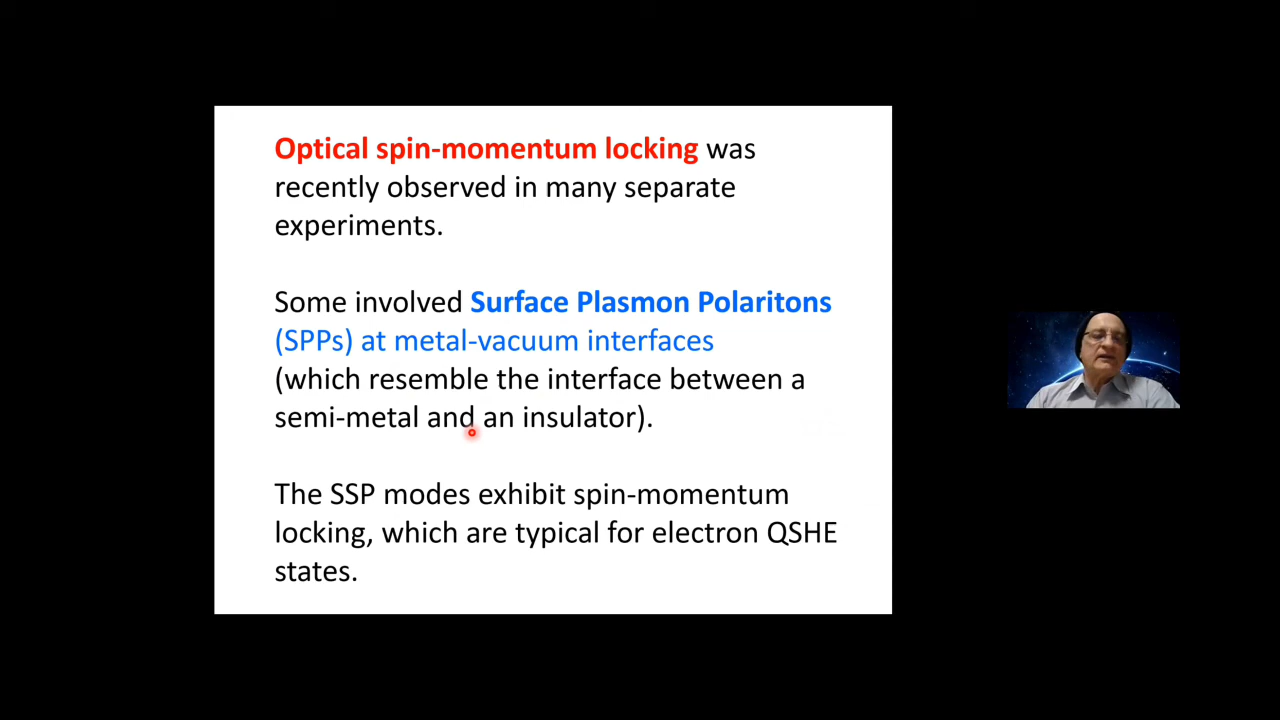 Optical spin-momentum locking was
recently observed in many separate
experiments.
Some involved Surface Plasmon Polaritons
(SPPs) at metal-vacuum interfaces
(which resemble the interface between a
semi-metal and an insulator).
The SSP modes exhibit spin-momentum
locking, which are typical for electron QSHE
states.